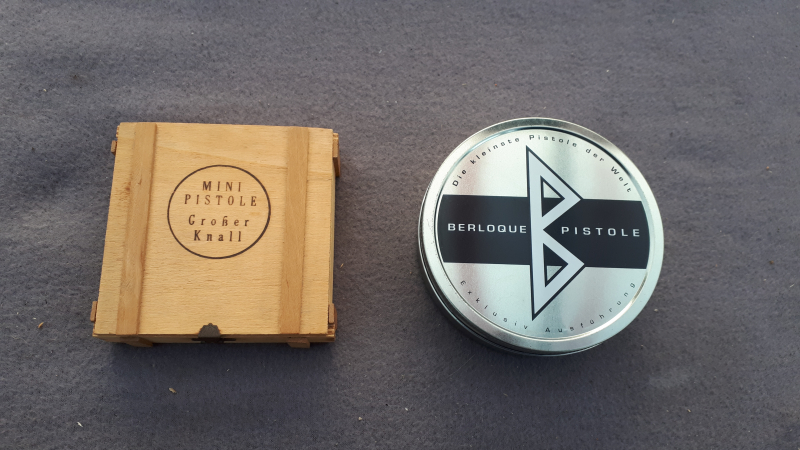 MINI
PISTOLE
Großer
Knall
Die kleinste Pistole der Welt
BERLOQUE PISTOLE
Exklusiv Ausführung